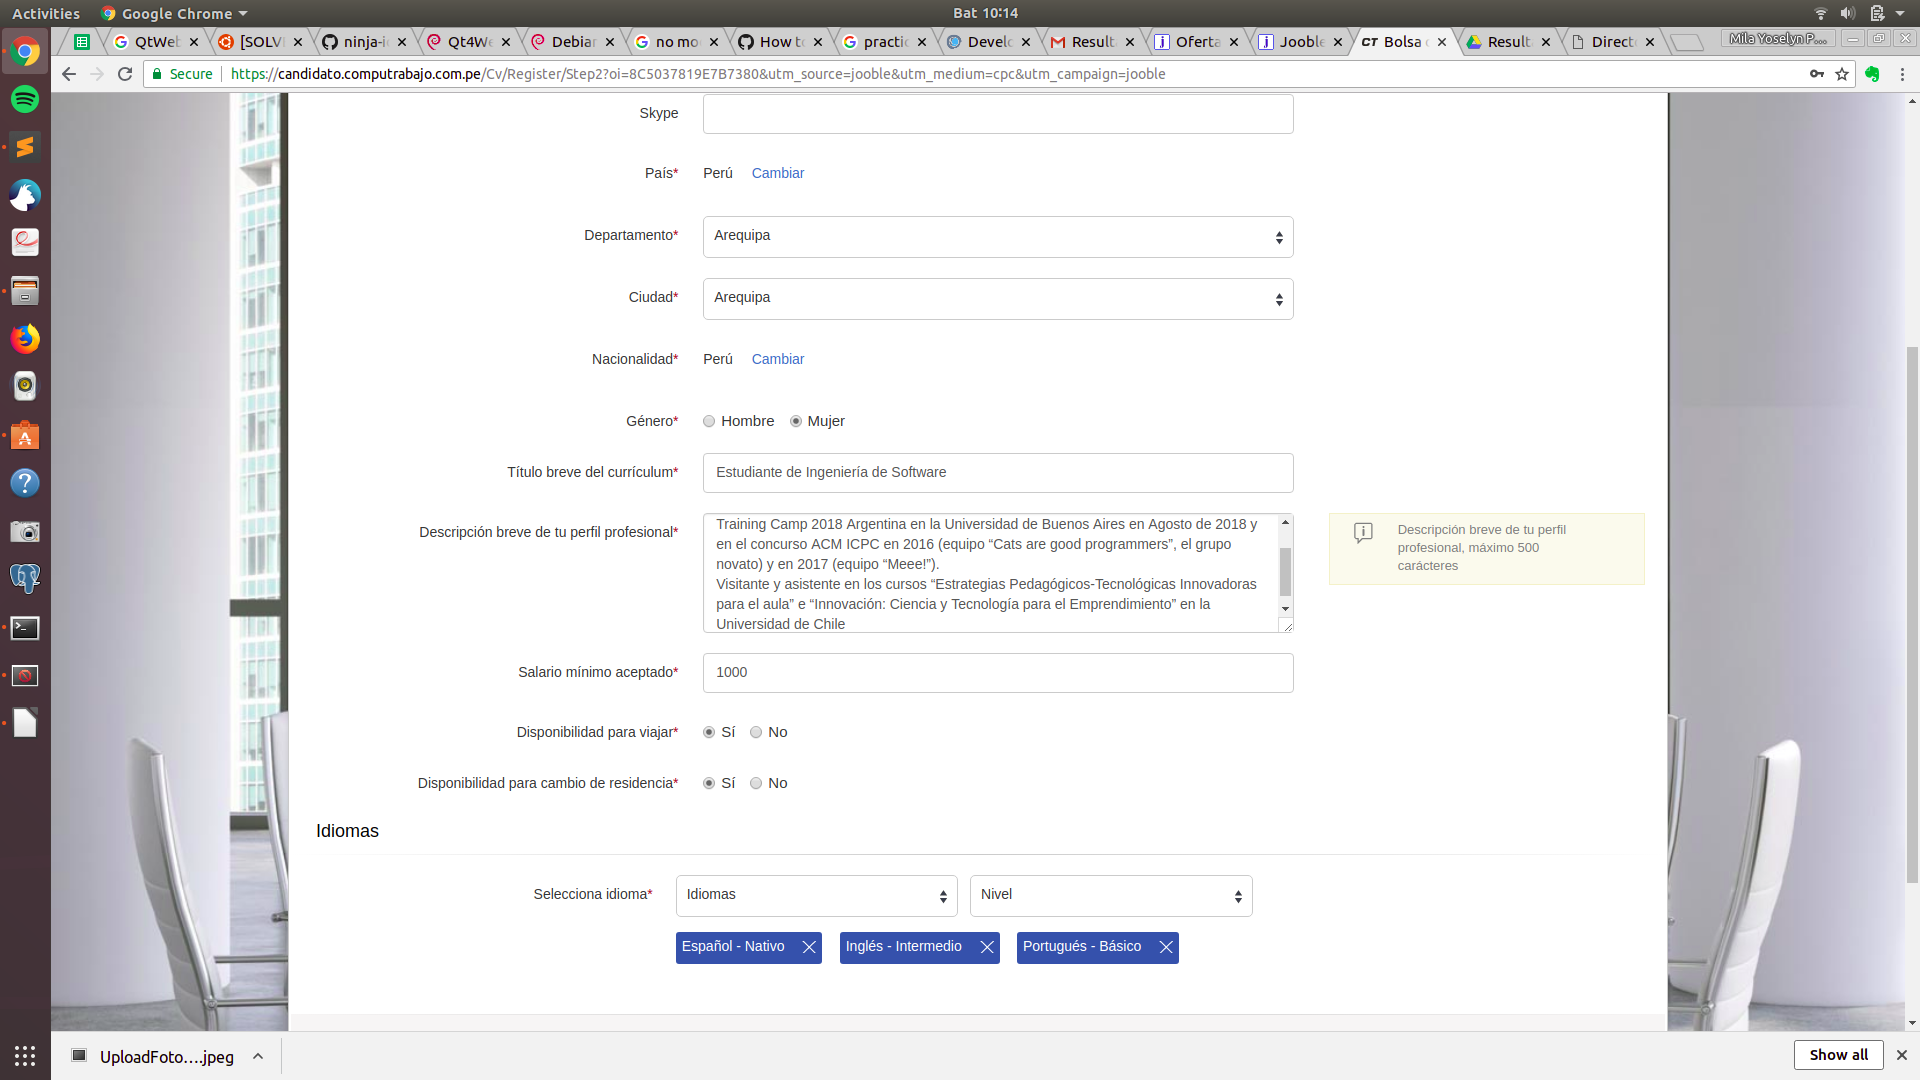 Activities
Google Chrome
Bat 10:14
QtWeb
[SOLV
ninja-i
Qt4We
Debian
no mo
How to
practic
Develo
Result
Oferta
Jooble
Bolsa
Result
Direct
Mila Yoselyn P...
Secure
https://candidato.computrabajo.com.pe/Cv/Register/Step2?oi=8C5037819E7B7380&utm_source=jooble&utm_medium=cpc&utm_campaign=jooble
Skype
País*
Perú Cambiar
Departamento*
Arequipa
Ciudad*
Arequipa
Nacionalidad*
Perú Cambiar
Género*
Hombre Mujer
Título breve del currículum*
Estudiante de Ingeniería de Software
Descripción breve de tu perfil profesional*
Training Camp 2018 Argentina en la Universidad de Buenos Aires en Agosto de 2018 y
en el concurso ACM ICPC en 2016 (equipo “Cats are good programmers”, el grupo
novato) y en 2017 (equipo “Meee!”).
Visitante y asistente en los cursos “Estrategias Pedagógicos-Tecnológicas Innovadoras
para el aula” e “Innovación: Ciencia y Tecnología para el Emprendimiento” en la
Universidad de Chile
Descripción breve de tu perfil
profesional, máximo 500
carácteres
Salario mínimo aceptado*
1000
Disponibilidad para viajar*
Sí No
Disponibilidad para cambio de residencia*
Sí No
Idiomas
Selecciona idioma*
Idiomas
Nivel
Español - Nativo
Inglés - Intermedio
Portugués - Básico
UploadFoto....jpeg
Show all